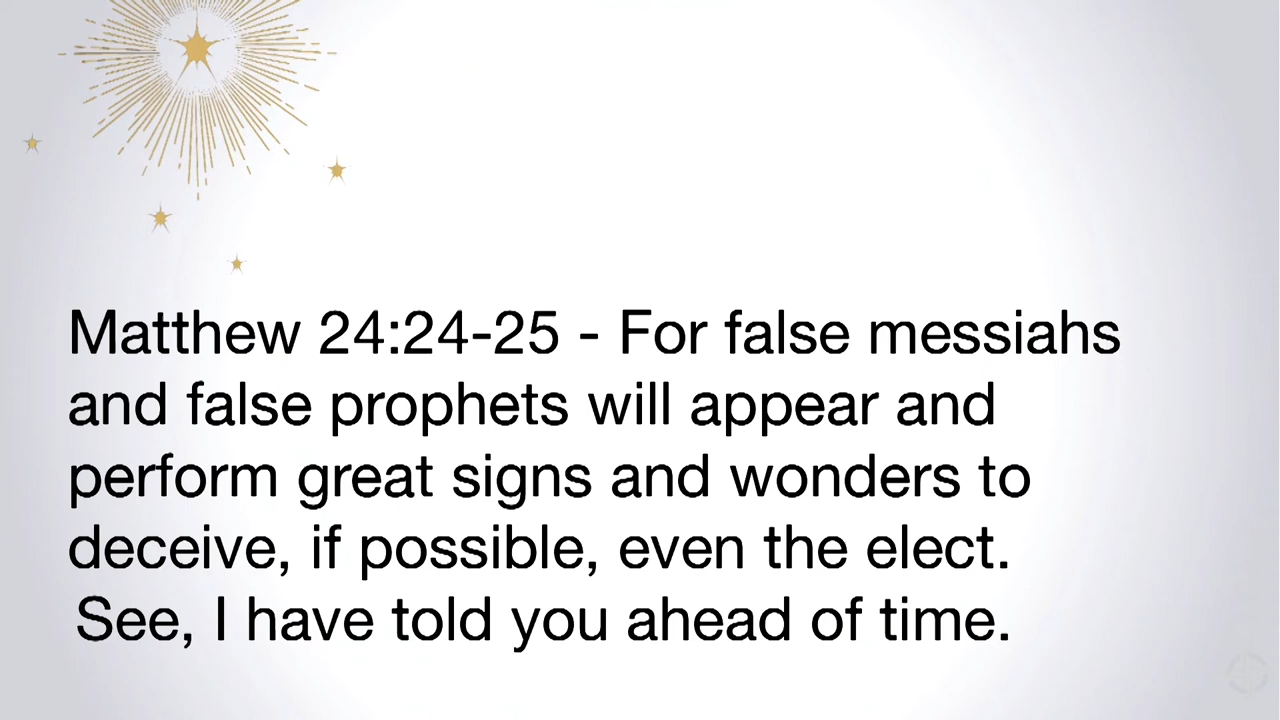 Matthew 24:24-25 - For false messiahs
and false prophets will appear and
perform great signs and wonders to
deceive, if possible, even the elect.
See, I have told you ahead of time.